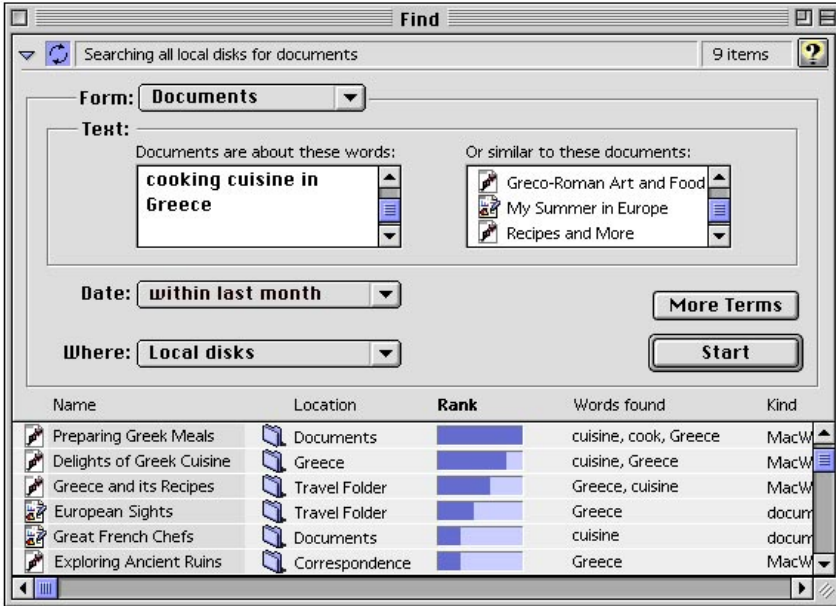 Find
Searching all local disks for documents 9 items ?
Form: Documents
Text:
Documents are about these words: Or similar to these documents:
cooking cuisine in
Greece
Greco-Roman Art and Food
My Summer in Europe
Recipes and More
Date: within last month
More Terms
Where: Local disks
Start
Name Location Rank Words found Kind
Preparing Greek Meals Documents cuisine, cook, Greece MacW
Delights of Greek Cuisine Greece cuisine, Greece MacW
Greece and its Recipes Travel Folder Greece, cuisine MacW
European Sights Travel Folder Greece docum
Great French Chefs Documents cuisine docum
Exploring Ancient Ruins Correspondence Greece MacW